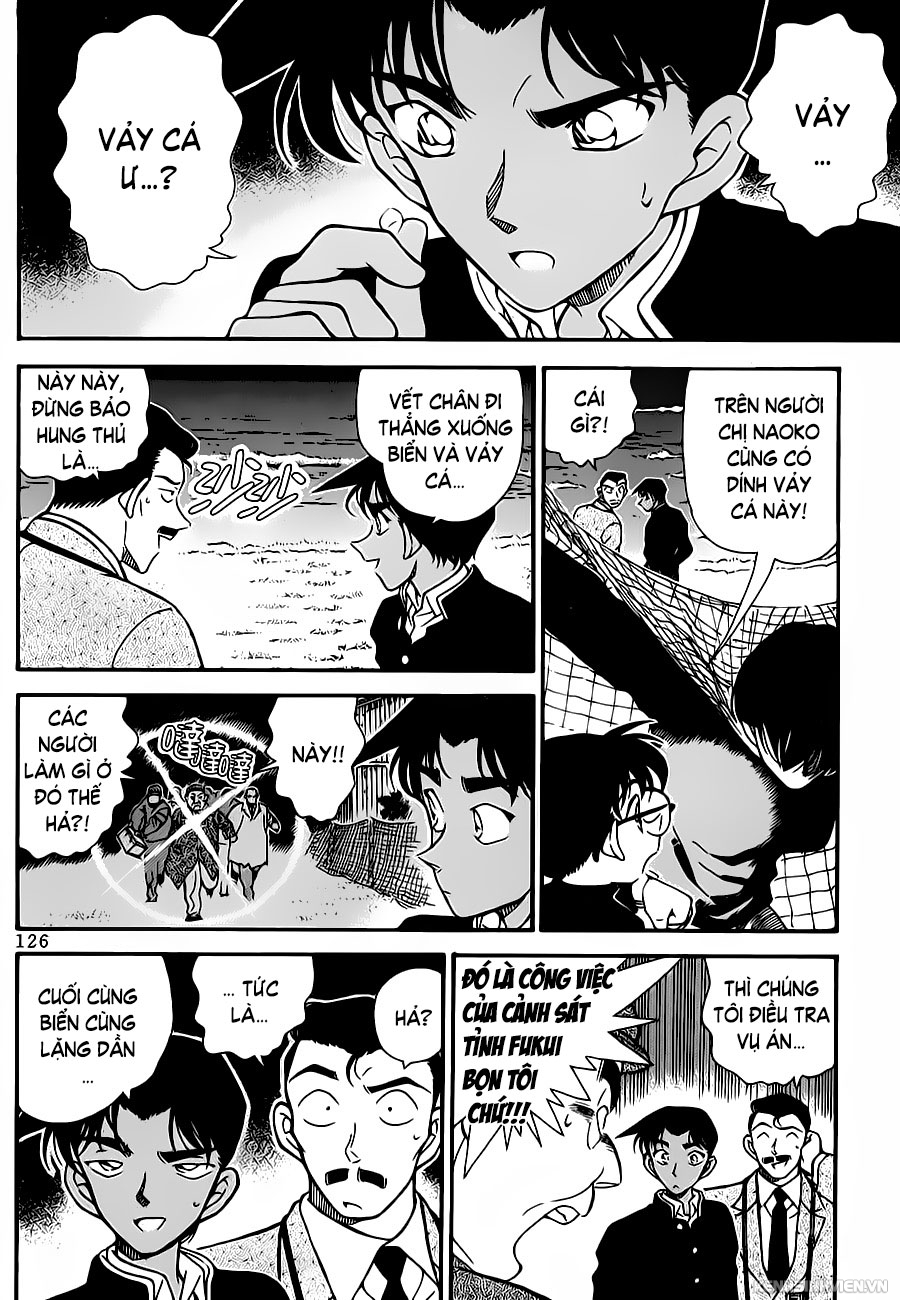 VẢY
...
VẢY CÁ
Ư...?
TRÊN NGƯỜI
CHỊ NAOKO
CŨNG CÓ
DÍNH VẢY
CÁ NÀY!
CÁI
GÌ?!
VẾT CHÂN ĐI
THẲNG XUỐNG
BIỂN VÀ VẢY
CÁ...
NÀY NÀY,
ĐỪNG BẢO
HUNG THỦ
LÀ...
NÀY!!
CÁC
NGƯỜI
LÀM GÌ Ở
ĐÓ THẾ
HẢ?!
噠噠噠
126
THÌ CHÚNG
TÔI ĐIỀU TRA
VỤ ÁN...
ĐÓ LÀ CÔNG VIỆC
CỦA CẢNH SÁT
TỈNH FUKUI
BỌN TÔI
CHỨ!!!
HẢ?
... TỨC
LÀ...
CUỐI CÙNG
BIỂN CŨNG
LẶNG DẦN
...